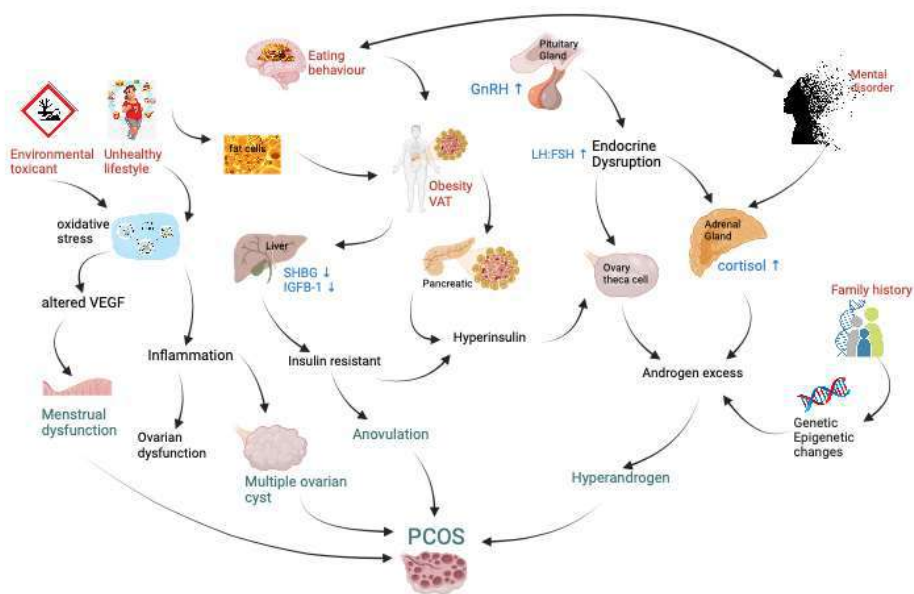 Eating
behaviour
Pituitary
Gland
GnRH ↑
Mental
disorder
Environmental
toxicant
Unhealthy
lifestyle
fat cells
LH:FSH ↑
Endocrine
Disruption
Obesity
VAT
oxidative
stress
Liver
SHBG ↓
IGFB-1 ↓
Pancreatic
Ovary
theca cell
Adrenal
Gland
cortisol ↑
altered VEGF
Family history
Inflammation
Insulin resistant
Hyperinsulin
Androgen excess
Menstrual
dysfunction
Ovarian
dysfunction
Anovulation
Genetic
Epigenetic
changes
Multiple ovarian
cyst
Hyperandrogen
PCOS